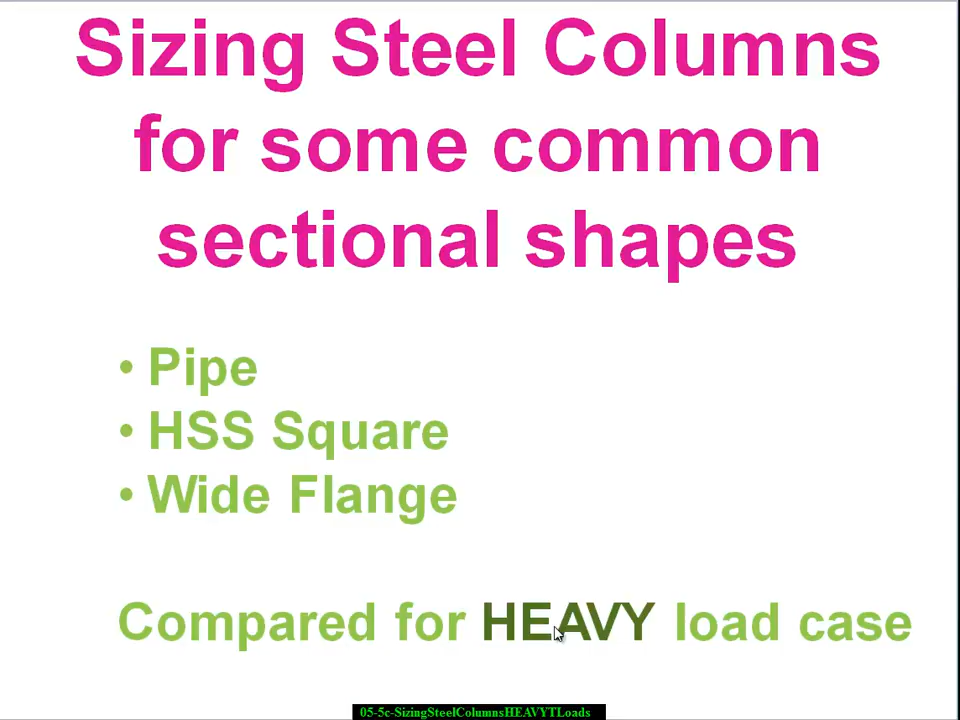 Sizing Steel Columns
for some common
sectional shapes
• Pipe
• HSS Square
• Wide Flange
Compared for HEAVY load case
05-5c-SizingSteelColumnsHEAVYTLoads